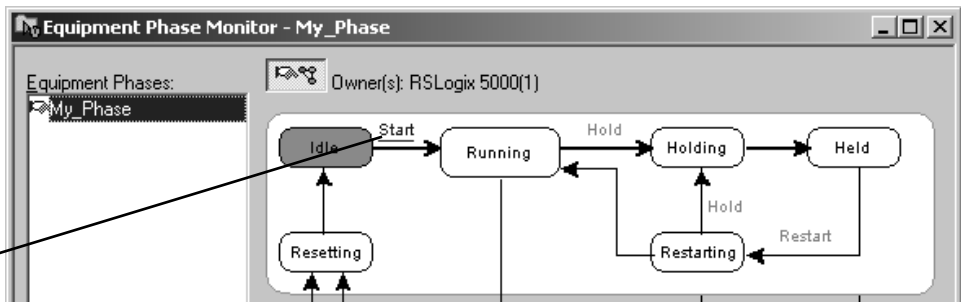 Equipment Phase Monitor - My_Phase
Equipment Phases:
My_Phase
Owner(s): RSLogix 5000(1)
Idle
Start
Running
Hold
Holding
Held
Hold
Resetting
Restarting
Restart